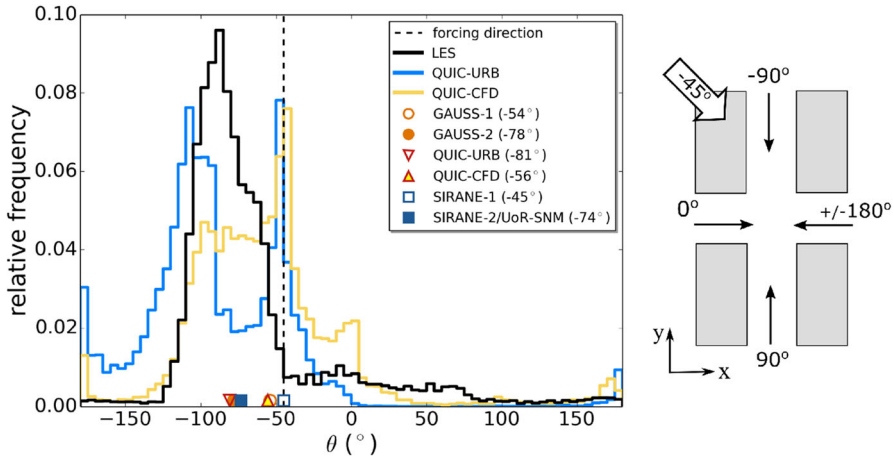 0.10
0.08
0.06
0.04
0.02
0.00
relative frequency
−150
−100
−50
0
50
100
150
θ (°)
forcing direction
LES
QUIC-URB
QUIC-CFD
GAUSS-1 (-54°)
GAUSS-2 (-78°)
QUIC-URB (-81°)
QUIC-CFD (-56°)
SIRANE-1 (-45°)
SIRANE-2/UoR-SNM (-74°)
-45°
-90°
0°
+/-180°
90°
y
x